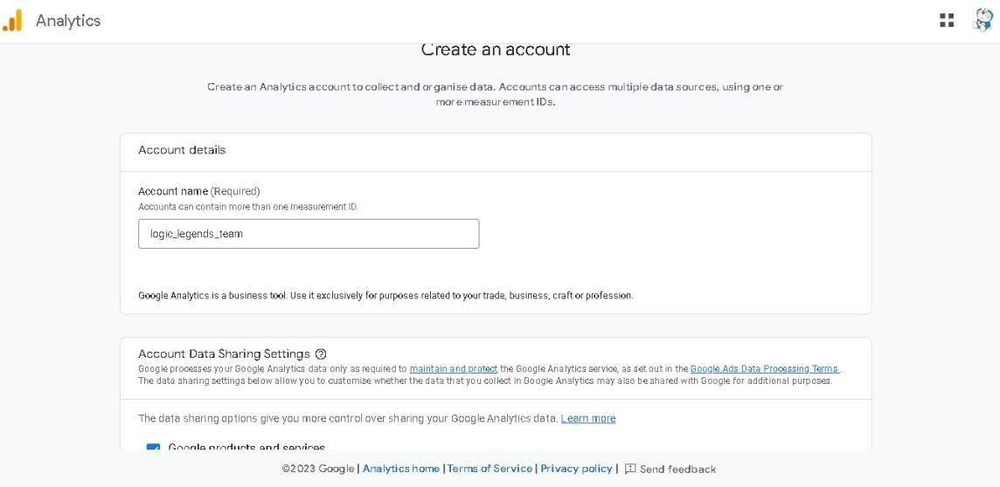 Analytics
Create an account
Create an Analytics account to collect and organise data. Accounts can access multiple data sources, using one or
more measurement IDs.
Account details
Account name (Required)
Accounts can contain more than one measurement ID.
logic_legends_team
Google Analytics is a business tool. Use it exclusively for purposes related to your trade, business, craft or profession.
Account Data Sharing Settings
Google processes your Google Analytics data only as required to maintain and protect the Google Analytics service, as set out in the Google Ads Data Processing Terms .
The data sharing settings below allow you to customise whether the data that you collect in Google Analytics may also be shared with Google for additional purposes.
The data sharing options give you more control over sharing your Google Analytics data. Learn more
Google products and services
©2023 Google | Analytics home | Terms of Service | Privacy policy | Send feedback